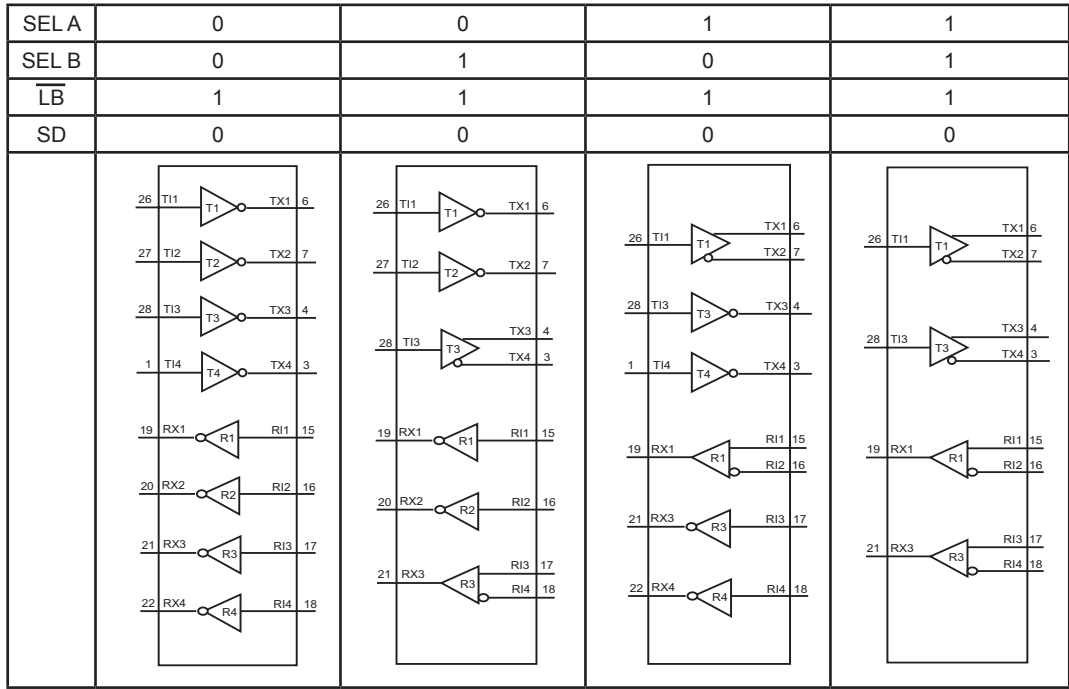 SEL A 0 0 1 1
SEL B 0 1 0 1
L̅B̅ 1 1 1 1
SD 0 0 0 0
26 TI1 T1 TX1 6
27 TI2 T2 TX2 7
28 TI3 T3 TX3 4
1 TI4 T4 TX4 3
19 RX1 R1 RI1 15
20 RX2 R2 RI2 16
21 RX3 R3 RI3 17
22 RX4 R4 RI4 18
26 TI1 T1 TX1 6
27 TI2 T2 TX2 7
28 TI3 T3 TX3 4
TX4 3
19 RX1 R1 RI1 15
20 RX2 R2 RI2 16
21 RX3 R3 RI3 17
RI4 18
26 TI1 T1 TX1 6
TX2 7
28 TI3 T3 TX3 4
1 TI4 T4 TX4 3
19 RX1 R1 RI1 15
RI2 16
21 RX3 R3 RI3 17
22 RX4 R4 RI4 18
26 TI1 T1 TX1 6
TX2 7
28 TI3 T3 TX3 4
TX4 3
19 RX1 R1 RI1 15
RI2 16
21 RX3 R3 RI3 17
RI4 18